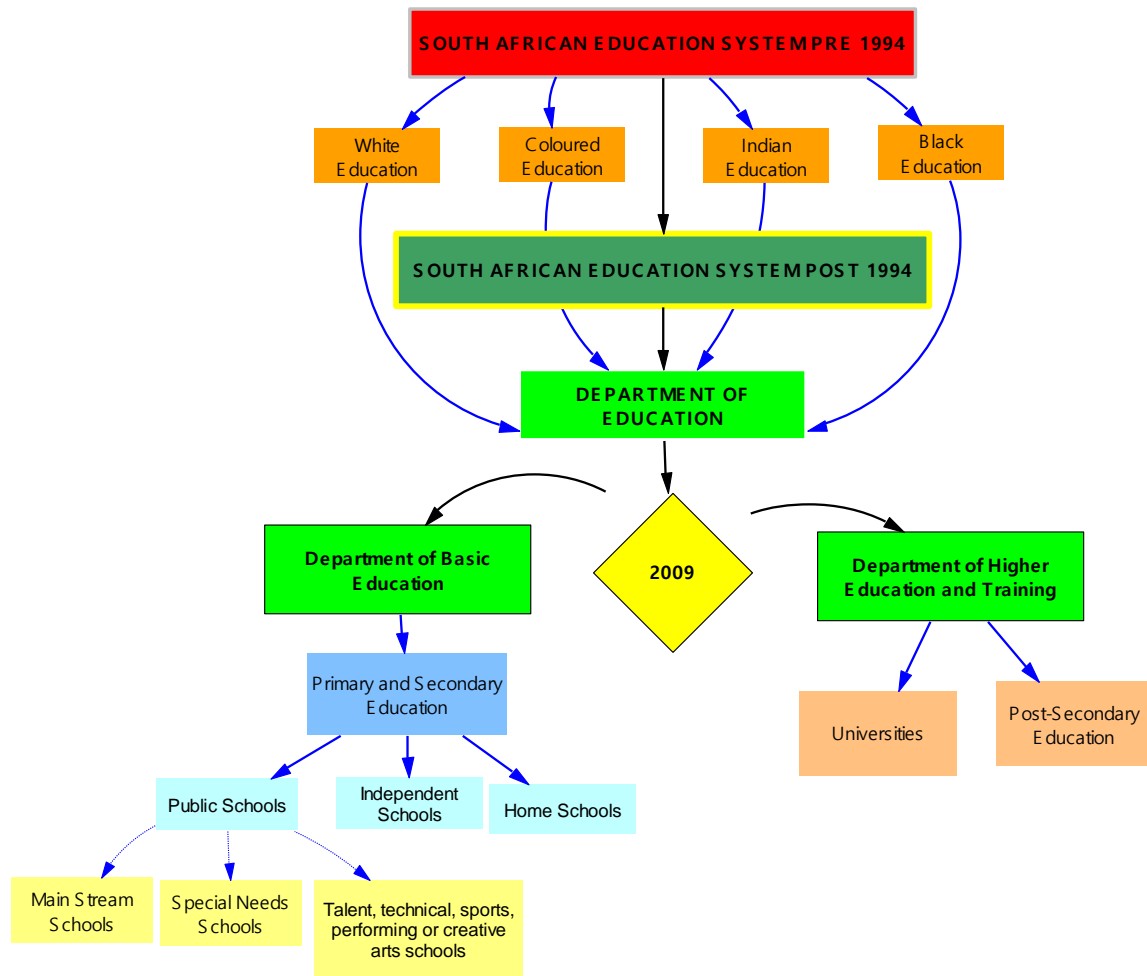 SOUTH AFRICAN EDUCATION SYSTEM PRE 1994
White
Education
Coloured
Education
Indian
Education
Black
Education
SOUTH AFRICAN EDUCATION SYSTEM POST 1994
DEPARTMENT OF
EDUCATION
Department of Basic
Education
2009
Department of Higher
Education and Training
Primary and Secondary
Education
Universities
Post-Secondary
Education
Public Schools
Independent
Schools
Home Schools
Main Stream
Schools
Special Needs
Schools
Talent, technical, sports,
performing or creative
arts schools